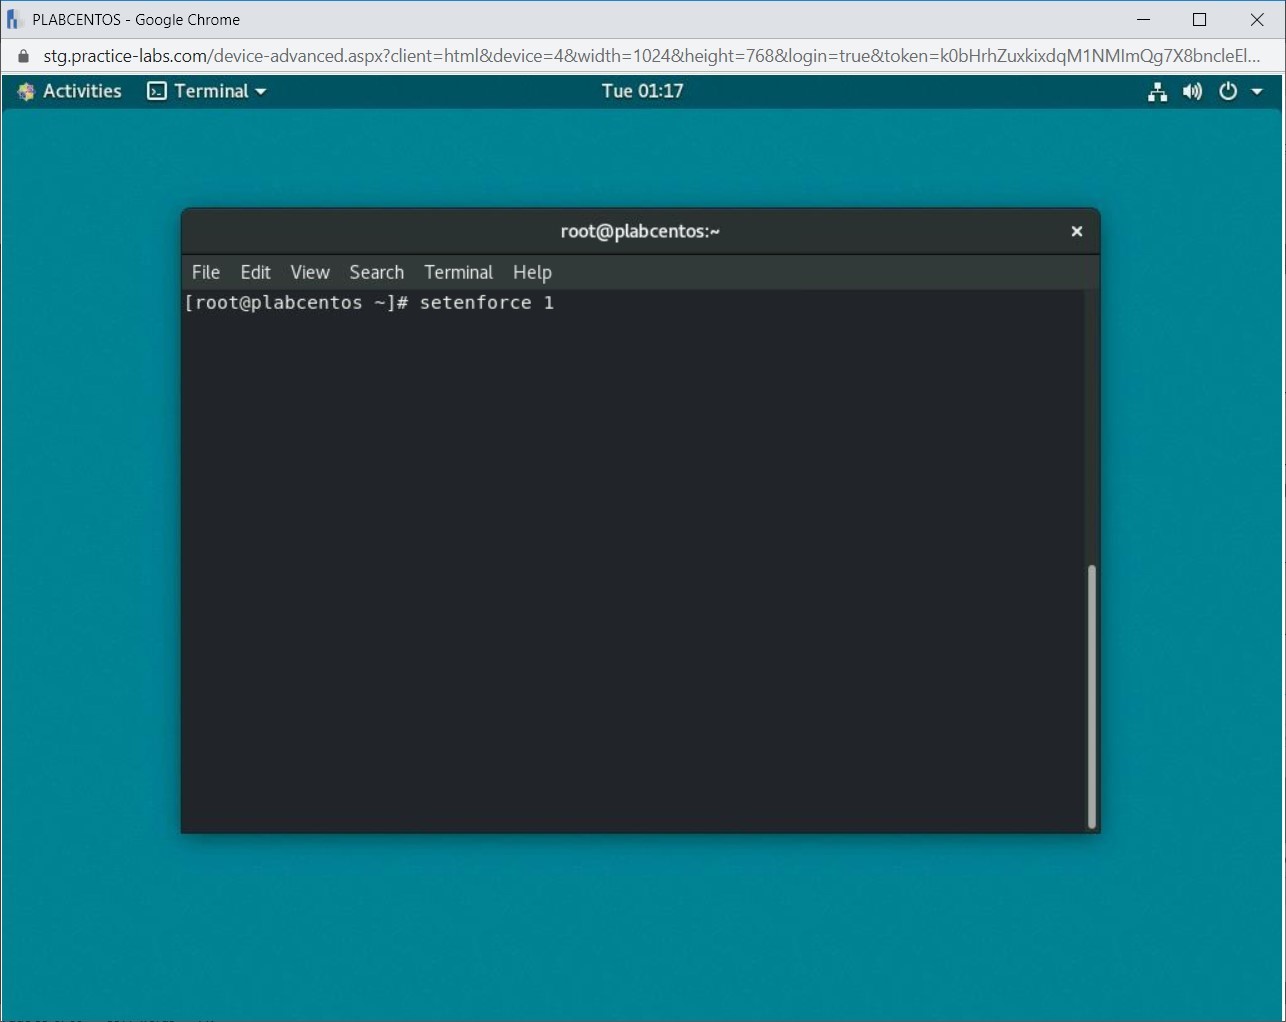 PLABCENTOS - Google Chrome
stg.practice-labs.com/device-advanced.aspx?client=html&device=4&width=1024&height=768&login=true&token=k0bHrhZuxkixdqM1NMImQg7X8bncleEl...
Activities Terminal Tue 01:17
root@plabcentos:~
File Edit View Search Terminal Help
[root@plabcentos ~]# setenforce 1